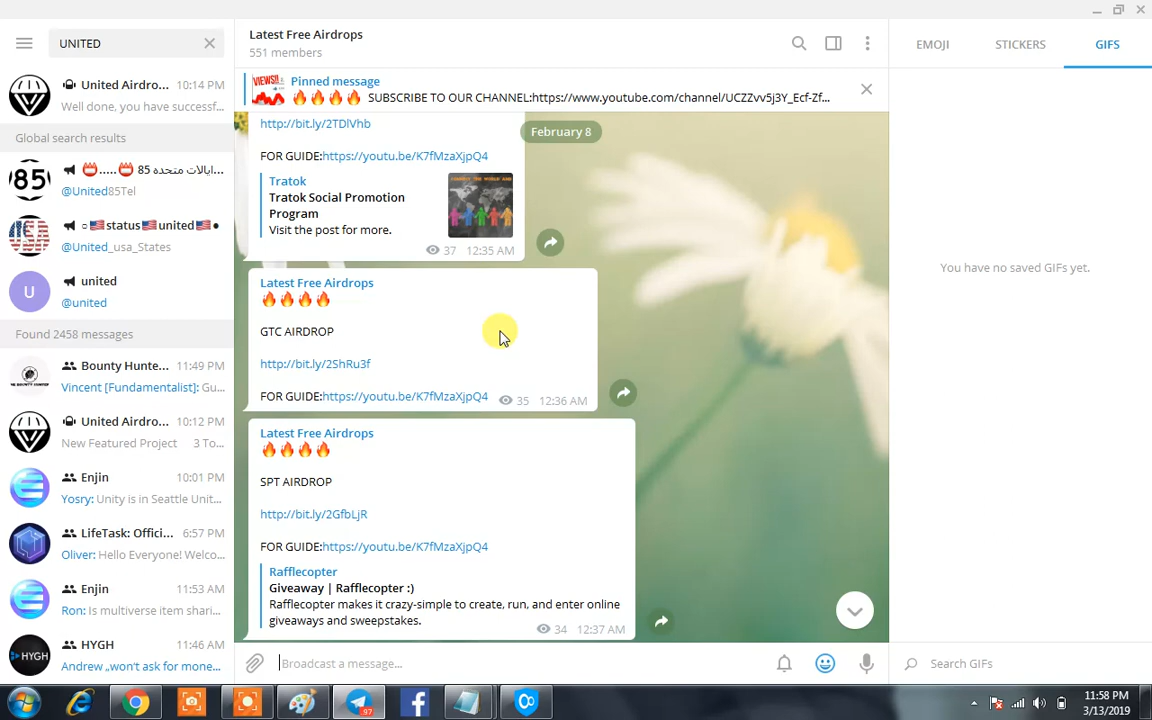 UNITED
United Airdro... 10:14 PM
Well done, you have successf...
Global search results
85 ایالات متحده...
@United85Tel
○🇺🇸status🇺🇸united🇺🇸●
@United_usa_States
U
united
@united
Found 2458 messages
Bounty Hunte... 11:49 PM
Vincent [Fundamentalist]: Gu...
United Airdro... 10:12 PM
New Featured Project 3 To...
Enjin 10:01 PM
Yosry: Unity is in Seattle Unit...
LifeTask: Offici... 6:57 PM
Oliver: Hello Everyone! Welco...
Enjin 11:53 AM
Ron: Is multiverse item shari...
HYGH 11:46 AM
Andrew „won't ask for mone...
Latest Free Airdrops
551 members
VIEWS!!
Pinned message
🔥🔥🔥🔥 SUBSCRIBE TO OUR CHANNEL:https://www.youtube.com/channel/UCZZvv5j3Y_Ecf-Zf...
February 8
http://bit.ly/2TDlVhb
FOR GUIDE:https://youtu.be/K7fMzaXjpQ4
Tratok
Tratok Social Promotion
Program
Visit the post for more.
37 12:35 AM
Latest Free Airdrops
🔥🔥🔥🔥
GTC AIRDROP
http://bit.ly/2ShRu3f
FOR GUIDE:https://youtu.be/K7fMzaXjpQ4 35 12:36 AM
Latest Free Airdrops
🔥🔥🔥🔥
SPT AIRDROP
http://bit.ly/2GfbLjR
FOR GUIDE:https://youtu.be/K7fMzaXjpQ4
Rafflecopter
Giveaway | Rafflecopter :)
Rafflecopter makes it crazy-simple to create, run, and enter online
giveaways and sweepstakes.
34 12:37 AM
Broadcast a message...
EMOJI STICKERS GIFS
You have no saved GIFs yet.
Search GIFs
97
11:58 PM
3/13/2019